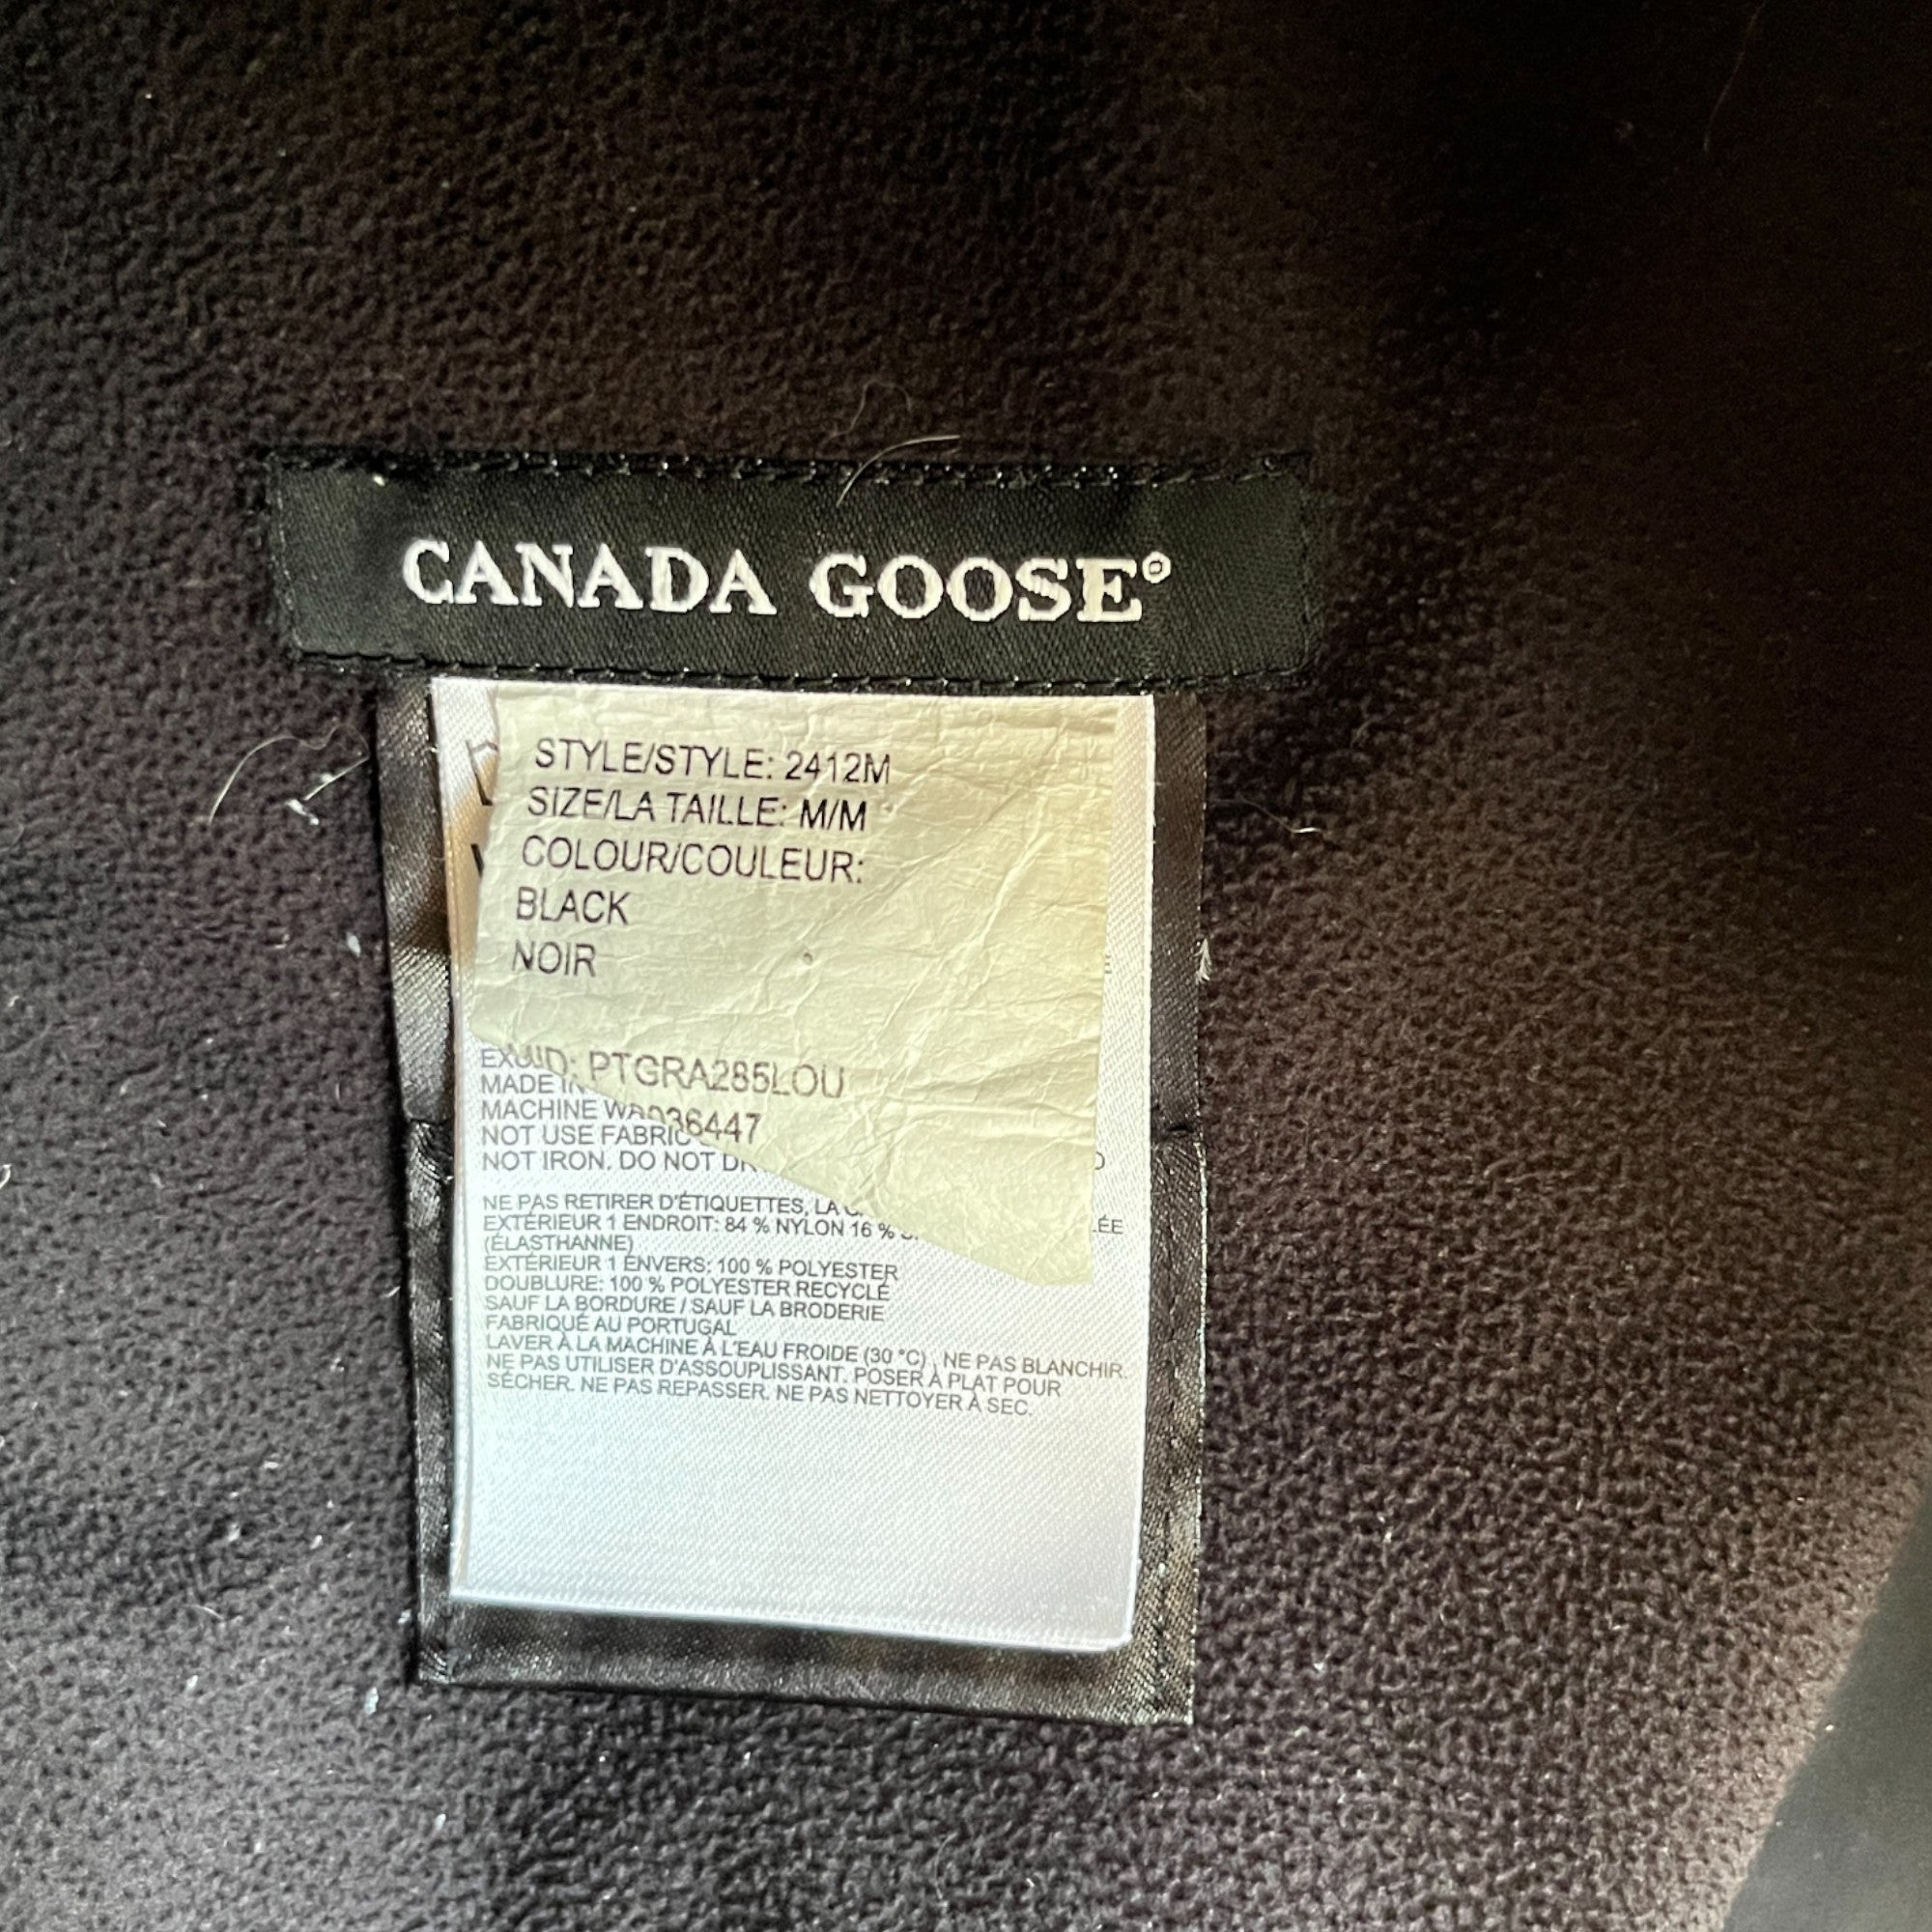 CANADA GOOSE®
STYLE/STYLE: 2412M
SIZE/LA TAILLE: M/M
COLOUR/COULEUR:
BLACK
NOIR
PTGRA285LOU
36447
MADE
MACHINE
NOT USE FABRIC
NOT IRON. DO NOT
NE PAS RETIRER D'ÉTIQUETTES, LA
EXTÉRIEUR 1 ENDROIT: 84 % NYLON 16 %
(ÉLASTHANNE)
EXTÉRIEUR 1 ENVERS: 100 % POLYESTER
DOUBLURE: 100 % POLYESTER RECYCLÉ
SAUF LA BORDURE / SAUF LA BRODERIE
FABRIQUÉ AU PORTUGAL
LAVER À LA MACHINE À L'EAU FROIDE (30 °C) , NE PAS BLANCHIR.
NE PAS UTILISER D'ASSOUPLISSANT. POSER À PLAT POUR
SÉCHER. NE PAS REPASSER. NE PAS NETTOYER À SEC.